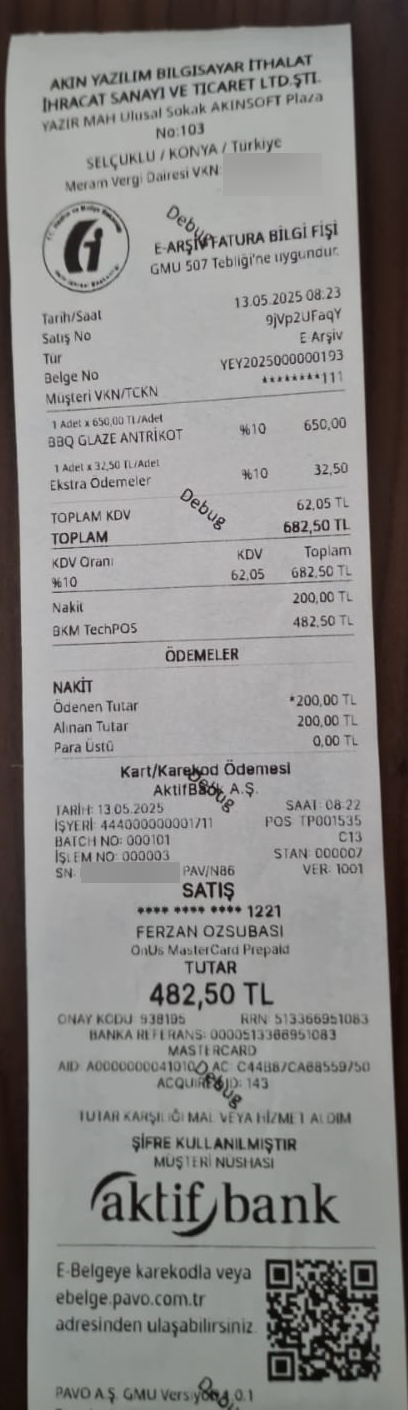 AKIN YAZILIM BİLGİSAYAR İTHALAT
İHRACAT SANAYİ VE TİCARET LTD.ŞTİ.
YAZIR MAH Ulusal Sokak AKINSOFT Plaza
No:103
SELÇUKLU / KONYA / Türkiye
Meram Vergi Dairesi VKN:
Debug
E-ARŞİV FATURA BİLGİ FİŞİ
GMU 507 Tebliği'ne uygundur.
Tarih/Saat 13.05.2025 08:23
Satış No 9jVp2UFaqY
Tür E-Arşiv
Belge No YEY2025000000193
Müşteri VKN/TCKN ********111
1 Adet x 650,00 TL/Adet
BBQ GLAZE ANTRİKOT %10 650,00
1 Adet x 32,50 TL/Adet
Ekstra Ödemeler %10 32,50
Debug
TOPLAM KDV 62,05 TL
TOPLAM 682,50 TL
KDV Oranı KDV Toplam
%10 62,05 682,50 TL
Nakit 200,00 TL
BKM TechPOS 482,50 TL
ÖDEMELER
NAKİT
Ödenen Tutar *200,00 TL
Alınan Tutar 200,00 TL
Para Üstü 0,00 TL
Kart/Karekod Ödemesi
AktifBank A.Ş.
Debug
TARİH: 13.05.2025 SAAT: 08:22
İŞYERİ: 444000000001711 POS TP001535
BATCH NO: 000101 C13
İŞLEM NO: 000003 STAN: 000007
SN: PAV/N86 VER: 1001
SATIŞ
**** **** **** 1221
FERZAN OZSUBASI
OnUs MasterCard Prepaid
TUTAR
482,50 TL
ONAY KODU: 938195 RRN: 513366951083
BANKA REFERANS: 0000513366951083
MASTERCARD
AID: A0000000041010 AC: C44B87CA68559750
ACQUIRER ID: 143
Debug
TUTAR KARŞILIĞI MAL VEYA HİZMET ALDIM
ŞİFRE KULLANILMIŞTIR
MÜŞTERİ NÜSHASI
aktif bank
E-Belgeye karekodla veya
ebelge.pavo.com.tr
adresinden ulaşabilirsiniz.
PAVO A.Ş. GMU Versiyon